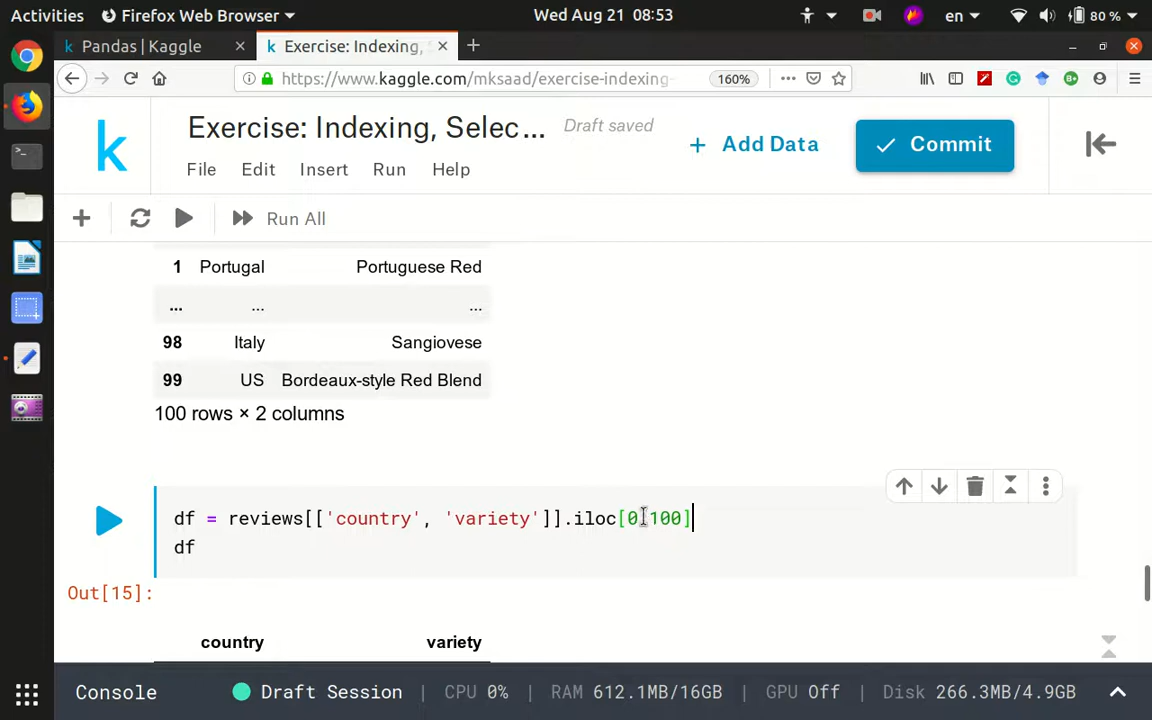 Activities Firefox Web Browser Wed Aug 21 08:53 en 80 %
Pandas | Kaggle Exercise: Indexing,
https://www.kaggle.com/mksaad/exercise-indexing- 160%
k Exercise: Indexing, Selec... Draft saved + Add Data Commit
File Edit Insert Run Help
Run All
1 Portugal Portuguese Red
... ... ...
98 Italy Sangiovese
99 US Bordeaux-style Red Blend
100 rows × 2 columns
df = reviews[['country', 'variety']].iloc[0:100]
df
Out[15]:
country variety
Console Draft Session | CPU 0% | RAM 612.1MB/16GB | GPU Off | Disk 266.3MB/4.9GB